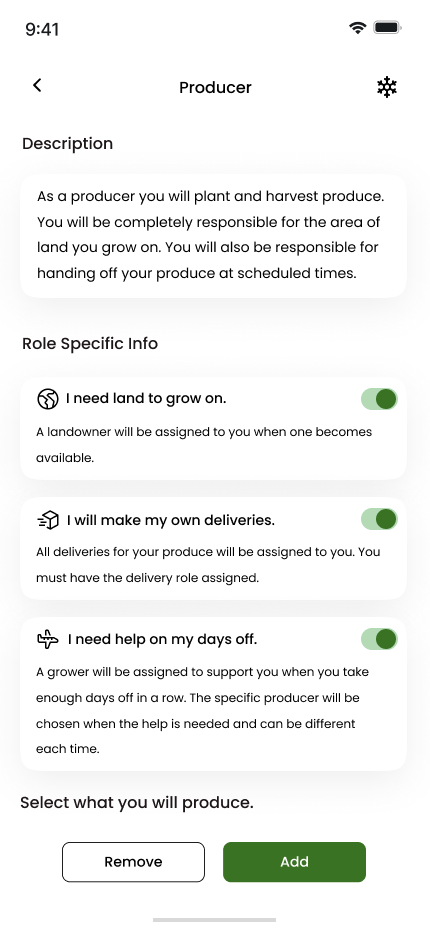 9:41
Producer
Description
As a producer you will plant and harvest produce.
You will be completely responsible for the area of
land you grow on. You will also be responsible for
handing off your produce at scheduled times.
Role Specific Info
I need land to grow on.
A landowner will be assigned to you when one becomes
available.
I will make my own deliveries.
All deliveries for your produce will be assigned to you. You
must have the delivery role assigned.
I need help on my days off.
A grower will be assigned to support you when you take
enough days off in a row. The specific producer will be
chosen when the help is needed and can be different
each time.
Select what you will produce.
Remove
Add